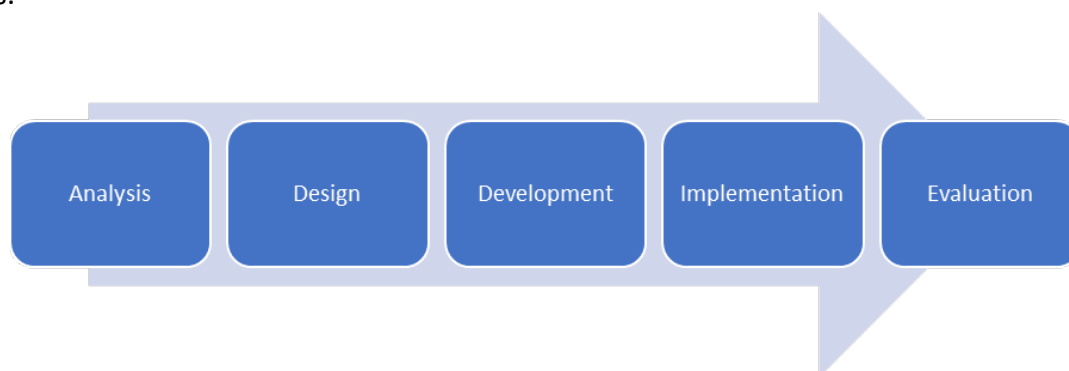 Analysis
Design
Development
Implementation
Evaluation